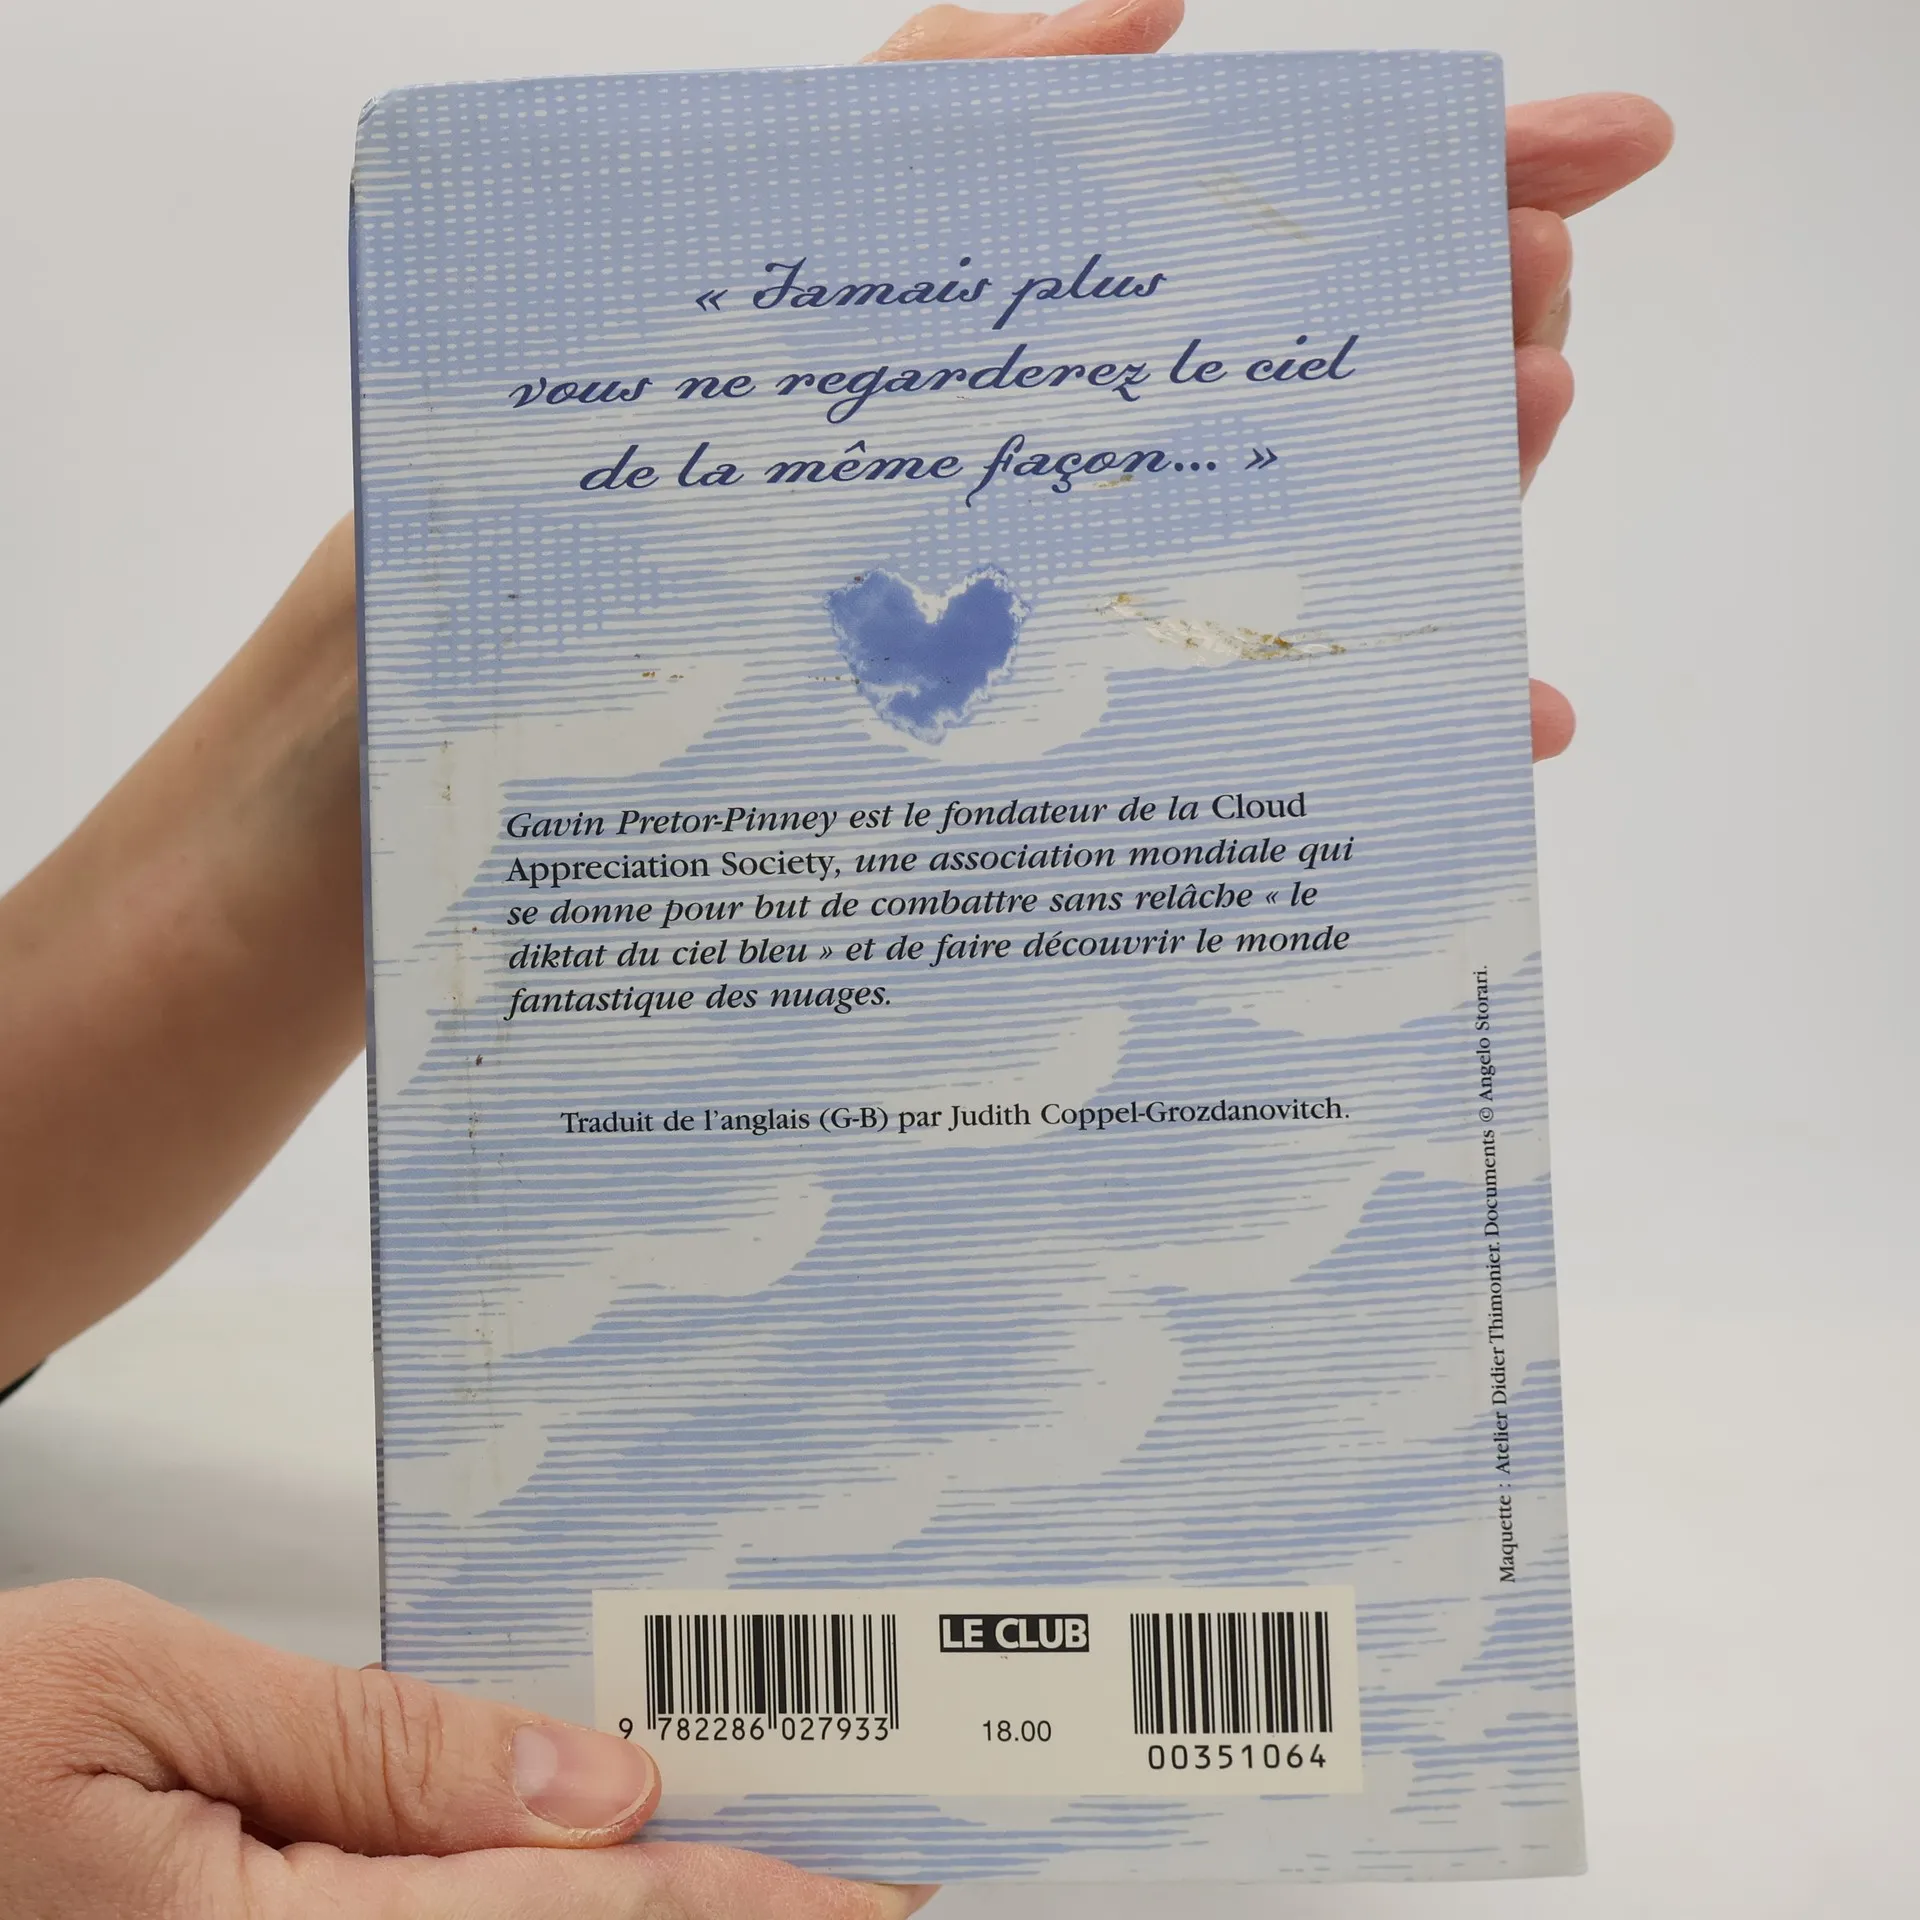 « Jamais plus
vous ne regarderez le ciel
de la même façon... »
Gavin Pretor-Pinney est le fondateur de la Cloud
Appreciation Society, une association mondiale qui
se donne pour but de combattre sans relâche « le
diktat du ciel bleu » et de faire découvrir le monde
fantastique des nuages.
Traduit de l'anglais (G-B) par Judith Coppel-Grozdanovitch.
Maquette : Atelier Didier Thimonier. Documents © Angelo Storari.
LE CLUB
9 782286 027933
18.00
00351064